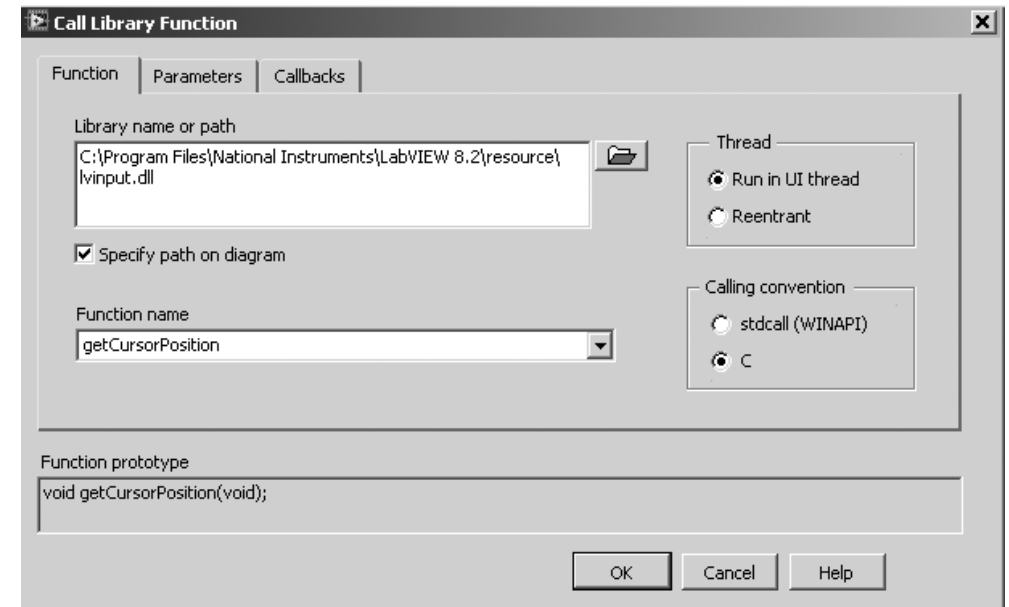 Call Library Function
Function
Parameters
Callbacks
Library name or path
C:\Program Files\National Instruments\LabVIEW 8.2\resource\
lvinput.dll
Specify path on diagram
Function name
getCursorPosition
Thread
Run in UI thread
Reentrant
Calling convention
stdcall (WINAPI)
C
Function prototype
void getCursorPosition(void);
OK
Cancel
Help